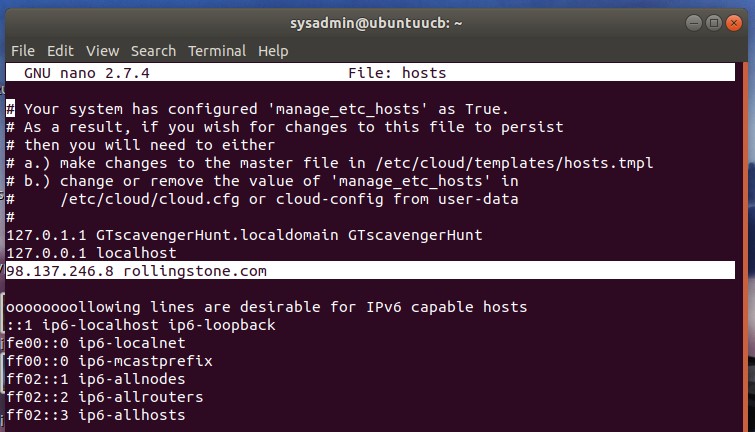 sysadmin@ubuntuucb: ~
File Edit View Search Terminal Help
GNU nano 2.7.4 File: hosts
# Your system has configured 'manage_etc_hosts' as True.
# As a result, if you wish for changes to this file to persist
# then you will need to either
# a.) make changes to the master file in /etc/cloud/templates/hosts.tmpl
# b.) change or remove the value of 'manage_etc_hosts' in
#     /etc/cloud/cloud.cfg or cloud-config from user-data
#
127.0.1.1 GTscavengerHunt.localdomain GTscavengerHunt
127.0.0.1 localhost
98.137.246.8 rollingstone.com
oooooooollowing lines are desirable for IPv6 capable hosts
::1 ip6-localhost ip6-loopback
fe00::0 ip6-localnet
ff00::0 ip6-mcastprefix
ff02::1 ip6-allnodes
ff02::2 ip6-allrouters
ff02::3 ip6-allhosts